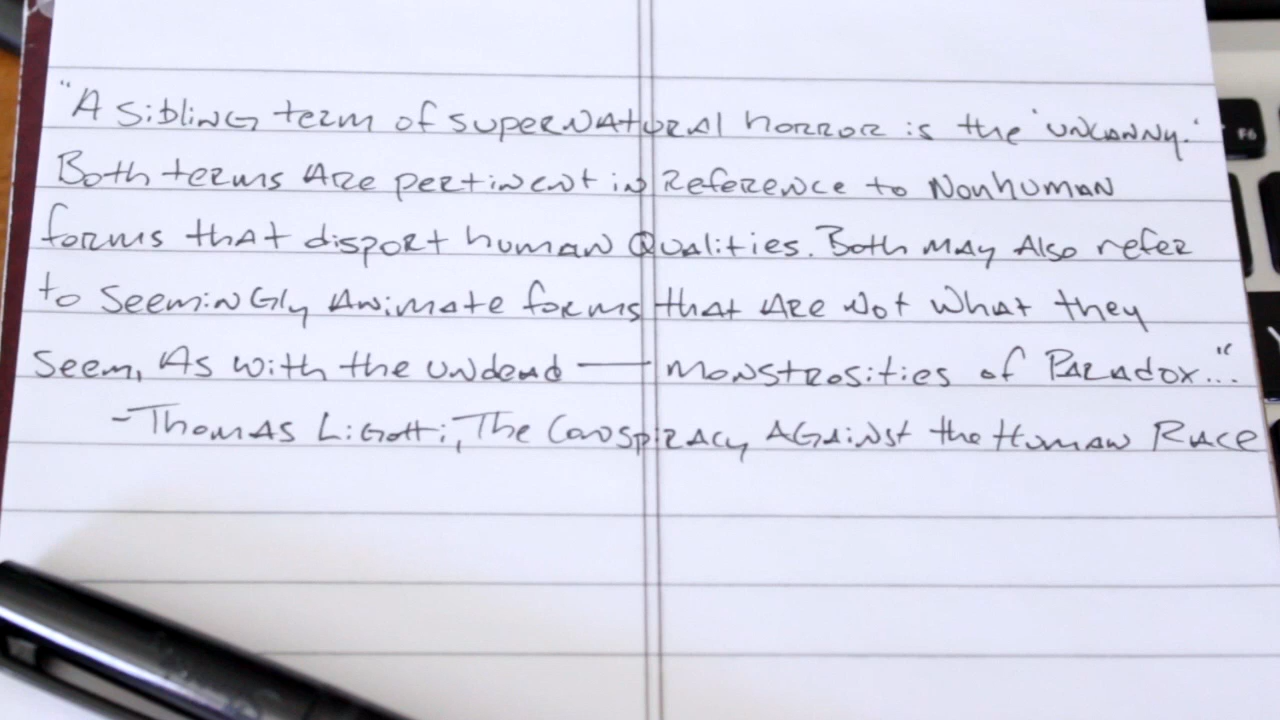 "A sibling term of supernatural horror is the 'uncanny.'
Both terms are pertinent in reference to nonhuman
forms that disport human qualities. Both may also refer
to seemingly animate forms that are not what they
seem, as with the undead — monstrosities of paradox..."
-Thomas Ligotti, The Conspiracy Against the Human Race
F6